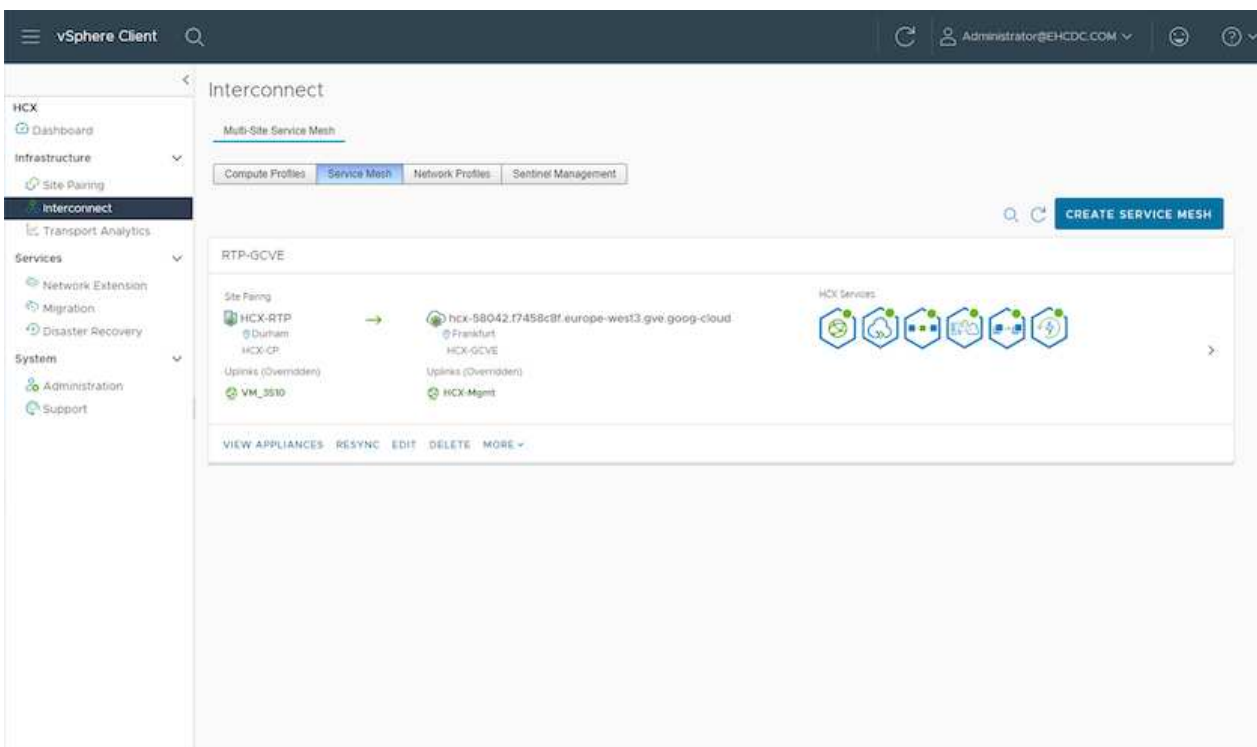 vSphere Client
Administrator@EHCDC.COM
HCX
Dashboard
Infrastructure
Site Pairing
Interconnect
Transport Analytics
Services
Network Extension
Migration
Disaster Recovery
System
Administration
Support
Interconnect
Multi-Site Service Mesh
Compute Profiles Service Mesh Network Profiles Sentinel Management
CREATE SERVICE MESH
RTP-GCVE
Site Pairing
HCX Services
HCX-RTP → hcx-58042.f7458c8f.europe-west3.gve.goog-cloud
Durham Frankfurt
HCX-CP HCX-GCVE
Uplinks (Overridden) Uplinks (Overridden)
VM_3510 HCX-Mgmt
VIEW APPLIANCES RESYNC EDIT DELETE MORE